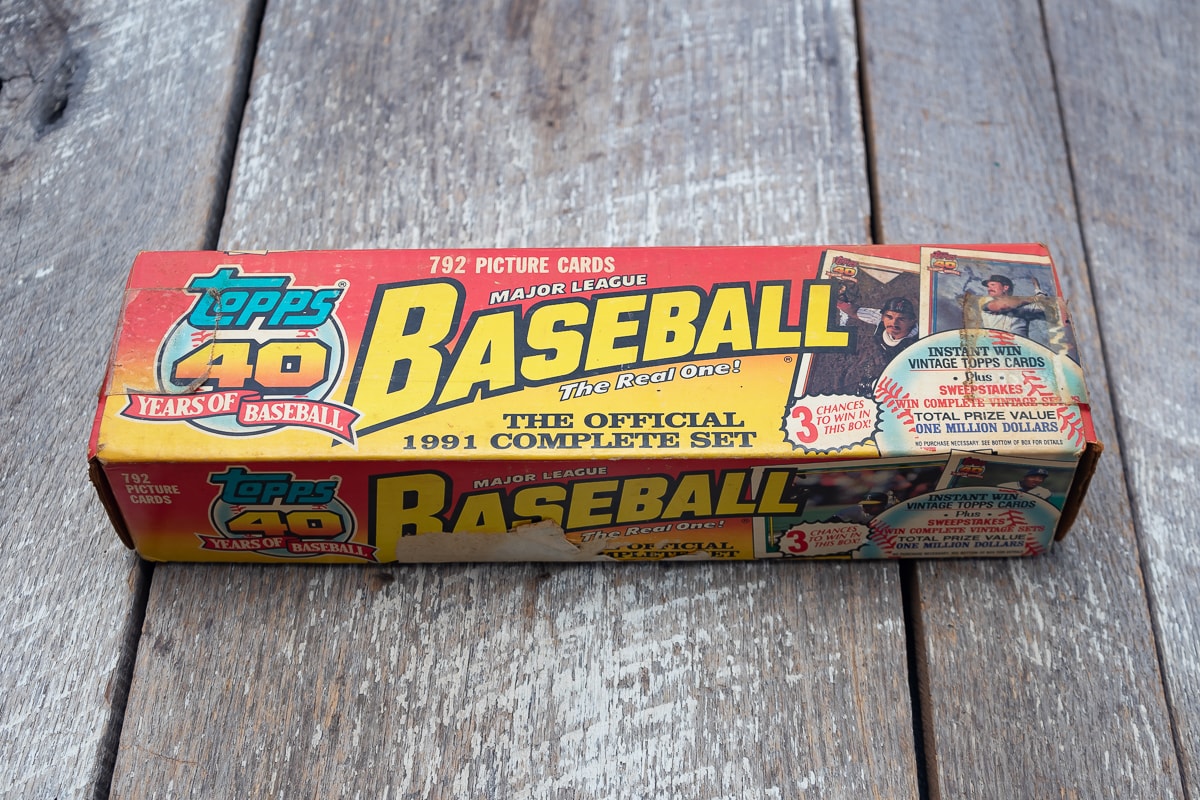 792 PICTURE CARDS
TOPPS®
40
YEARS OF BASEBALL
MAJOR LEAGUE
BASEBALL®
The Real One!
THE OFFICIAL
1991 COMPLETE SET
3 CHANCES
TO WIN IN
THIS BOX!
INSTANT WIN
VINTAGE TOPPS CARDS
• Plus •
SWEEPSTAKES
WIN COMPLETE VINTAGE SETS
TOTAL PRIZE VALUE
ONE MILLION DOLLARS
NO PURCHASE NECESSARY. SEE BOTTOM OF BOX FOR DETAILS
792
PICTURE
CARDS
TOPPS
40
YEARS OF BASEBALL
MAJOR LEAGUE
BASEBALL
The Real One!
3 CHANCES
TO WIN IN
THIS BOX!
INSTANT WIN
VINTAGE TOPPS CARDS
• Plus •
SWEEPSTAKES
WIN COMPLETE VINTAGE SETS
TOTAL PRIZE VALUE
ONE MILLION DOLLARS